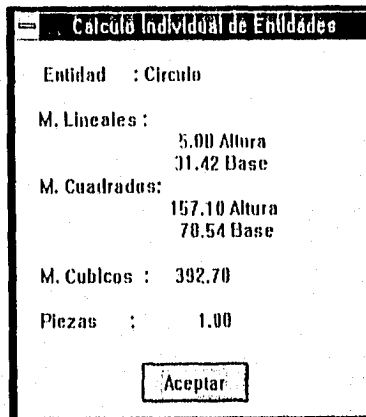 Calculo Individual de Entidades
Entidad : Circulo
M. Lineales :
5.00 Altura
31.42 Base
M. Cuadrados:
157.10 Altura
78.54 Base
M. Cubicos : 392.70
Piezas : 1.00
Aceptar